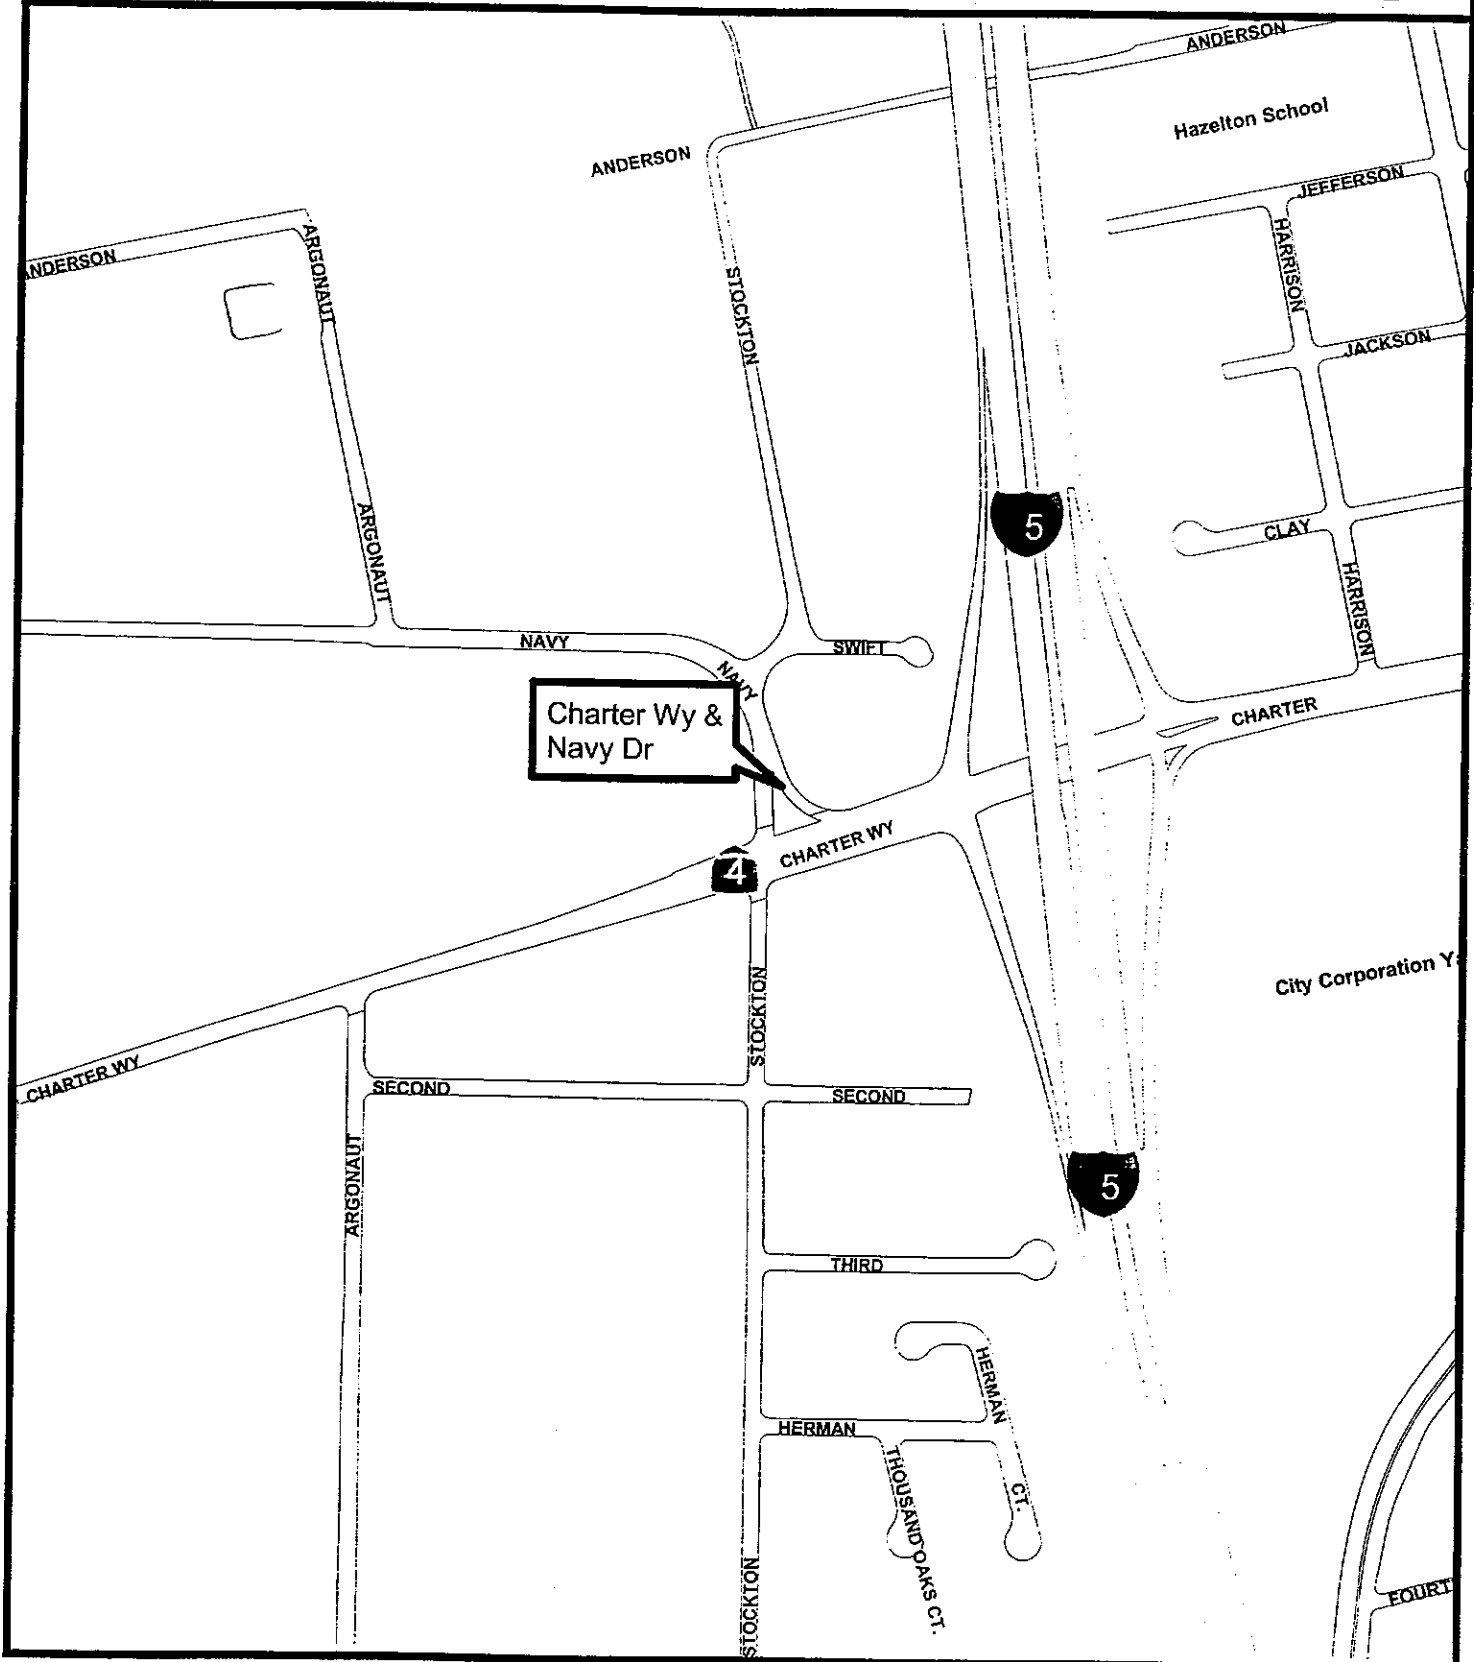 ANDERSON
Hazelton School
ANDERSON
JEFFERSON
ANDERSON
ARGONAUT
HARRISON
STOCKTON
JACKSON
5
CLAY
ARGONAUT
HARRISON
NAVY
SWIFT
NAVY
Charter Wy &
Navy Dr
CHARTER
CHARTER WY
4
City Corporation Y
STOCKTON
CHARTER WY
SECOND
SECOND
ARGONAUT
5
THIRD
HERMAN
HERMAN
CT.
THOUSAND OAKS CT.
STOCKTON
FOURT